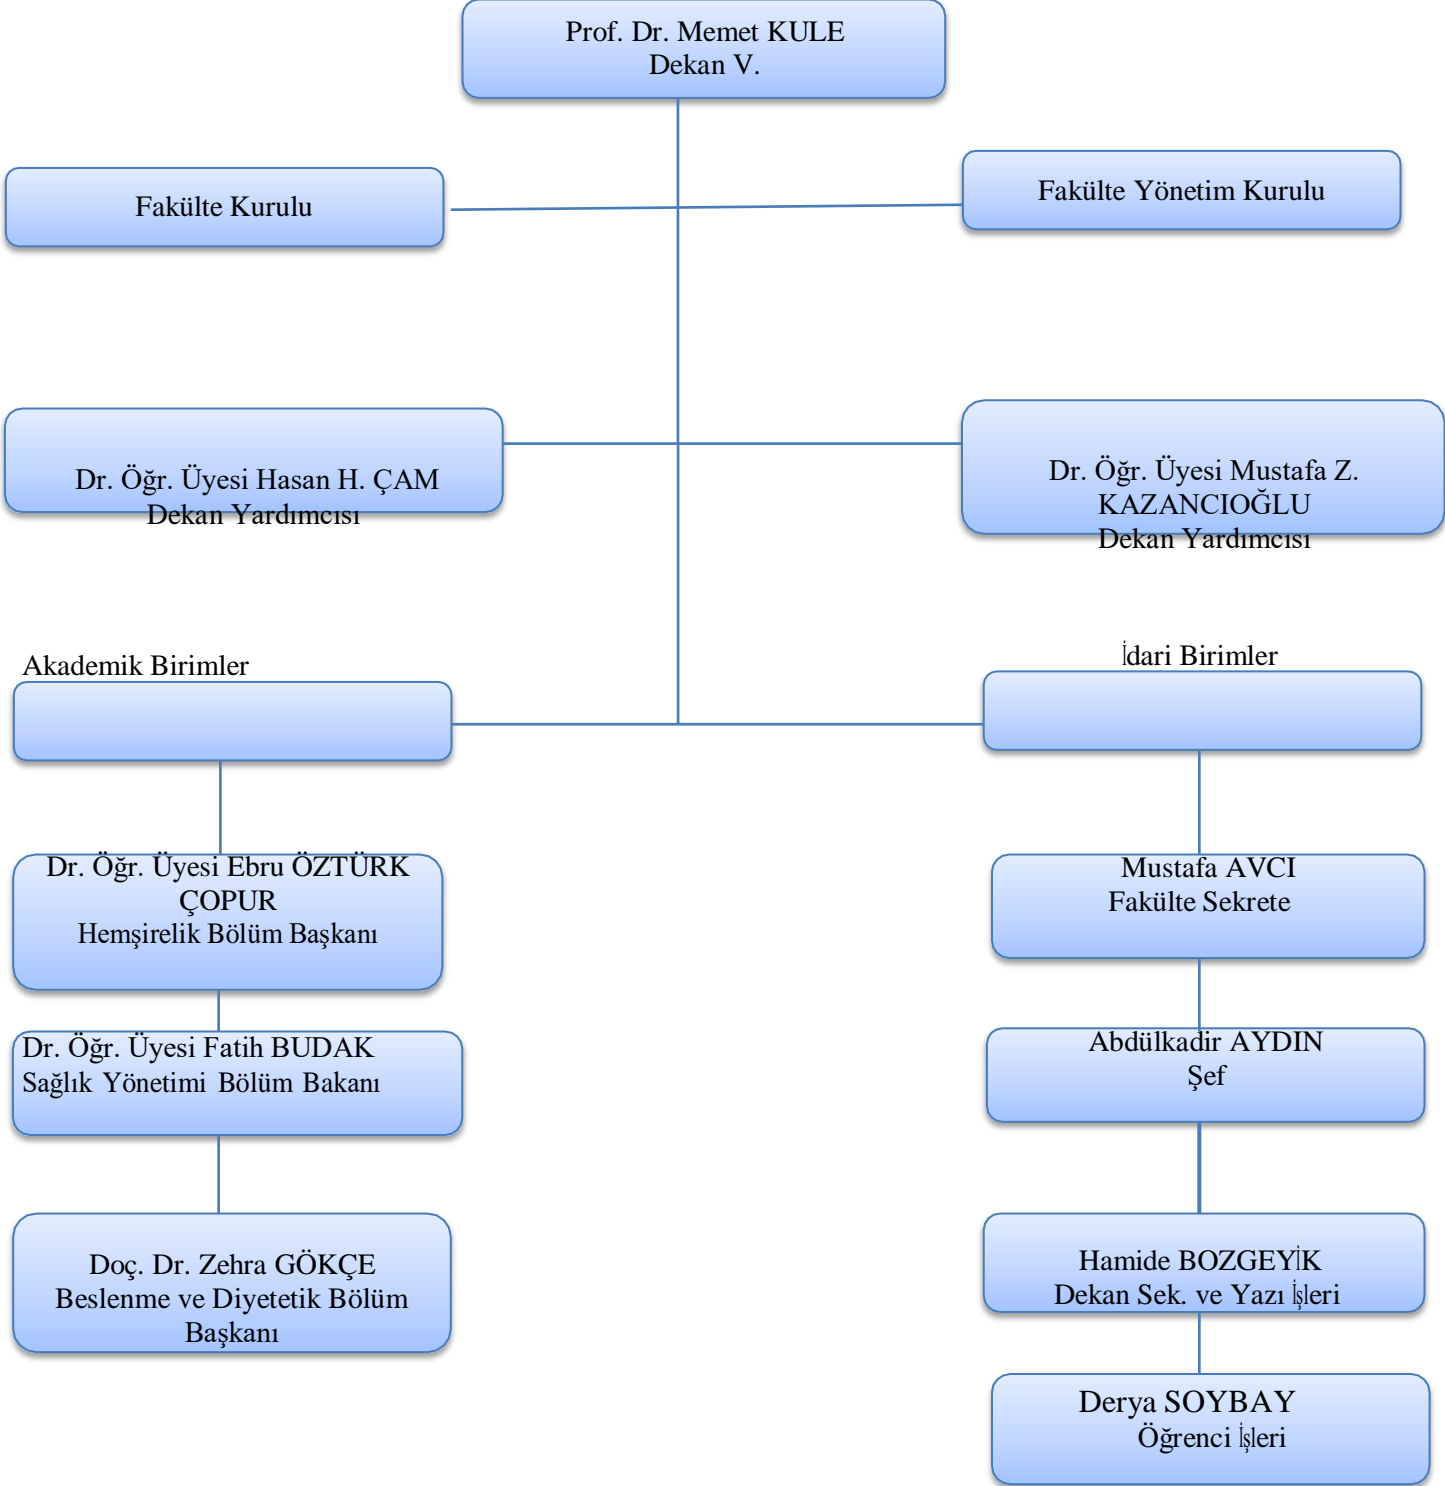 Prof. Dr. Memet KULE
Dekan V.
Fakülte Kurulu
Fakülte Yönetim Kurulu
Dr. Öğr. Üyesi Hasan H. ÇAM
Dekan Yardımcısı
Dr. Öğr. Üyesi Mustafa Z.
KAZANCIOĞLU
Dekan Yardımcısı
Akademik Birimler
İdari Birimler
Dr. Öğr. Üyesi Ebru ÖZTÜRK
ÇOPUR
Hemşirelik Bölüm Başkanı
Mustafa AVCI
Fakülte Sekrete
Dr. Öğr. Üyesi Fatih BUDAK
Sağlık Yönetimi Bölüm Bakanı
Abdülkadir AYDIN
Şef
Doç. Dr. Zehra GÖKÇE
Beslenme ve Diyetetik Bölüm
Başkanı
Hamide BOZGEYİK
Dekan Sek. ve Yazı İşleri
Derya SOYBAY
Öğrenci İşleri